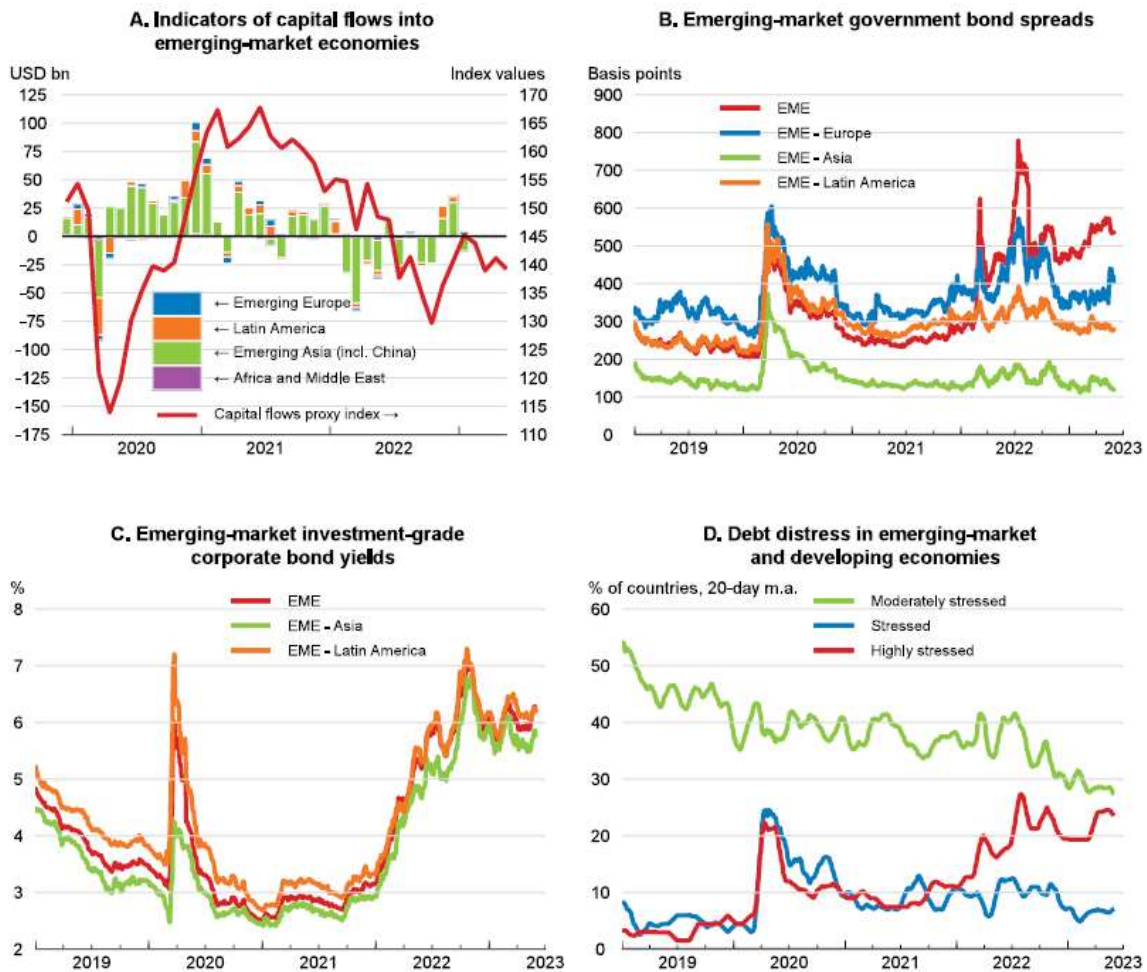 A. Indicators of capital flows into
emerging-market economies
USD bn
Index values
125
100
75
50
25
0
-25
-50
-75
-100
-125
-150
-175
170
165
160
155
150
145
140
135
130
125
120
115
110
← Emerging Europe
← Latin America
← Emerging Asia (incl. China)
← Africa and Middle East
Capital flows proxy index →
2020 2021 2022
B. Emerging-market government bond spreads
Basis points
900
800
700
600
500
400
300
200
100
0
EME
EME - Europe
EME - Asia
EME - Latin America
2019 2020 2021 2022 2023
C. Emerging-market investment-grade
corporate bond yields
%
8
7
6
5
4
3
2
EME
EME - Asia
EME - Latin America
2019 2020 2021 2022 2023
D. Debt distress in emerging-market
and developing economies
% of countries, 20-day m.a.
60
50
40
30
20
10
0
Moderately stressed
Stressed
Highly stressed
2019 2020 2021 2022 2023